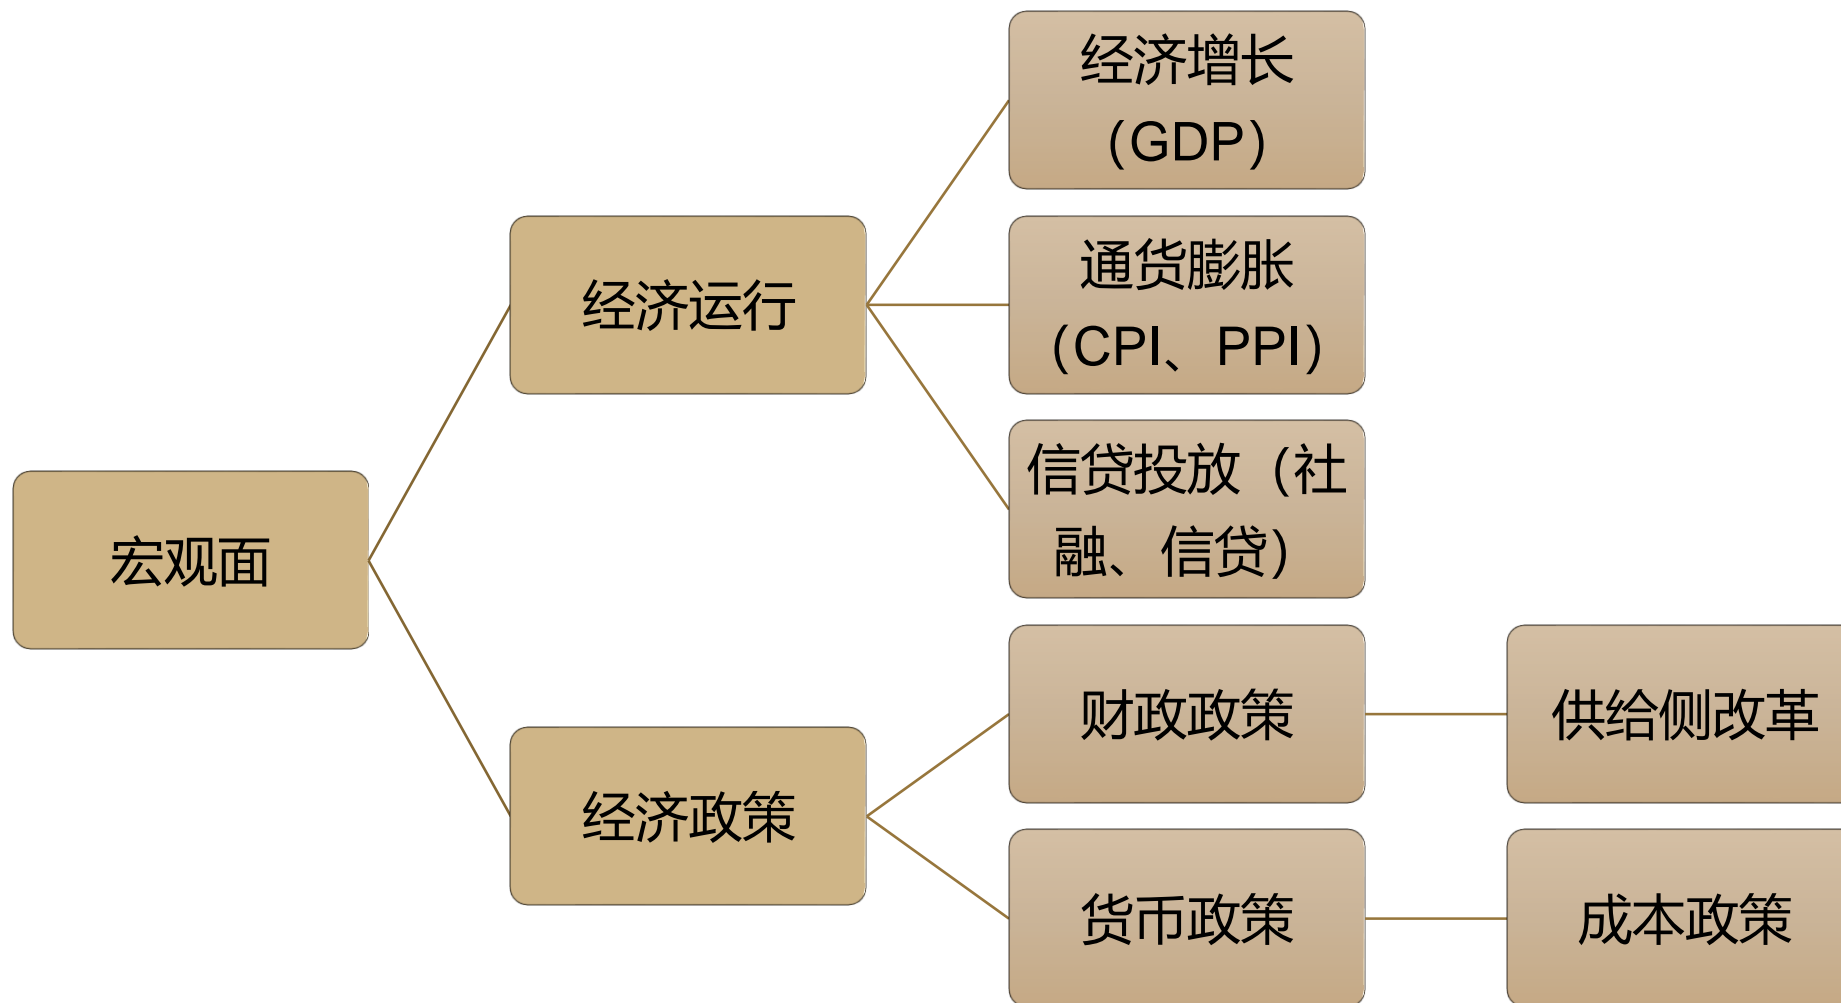 经济增长
（GDP）
经济运行
通货膨胀
（CPI、PPI）
信贷投放（社
融、信贷）
宏观面
经济政策
财政政策
供给侧改革
货币政策
成本政策